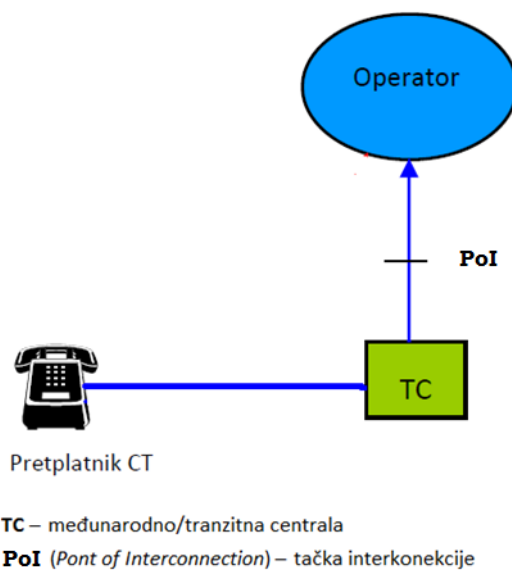 Operator
PoI
TC
Pretplatnik CT
TC – međunarodno/tranzitna centrala
PoI (Pont of Interconnection) – tačka interkonekcije